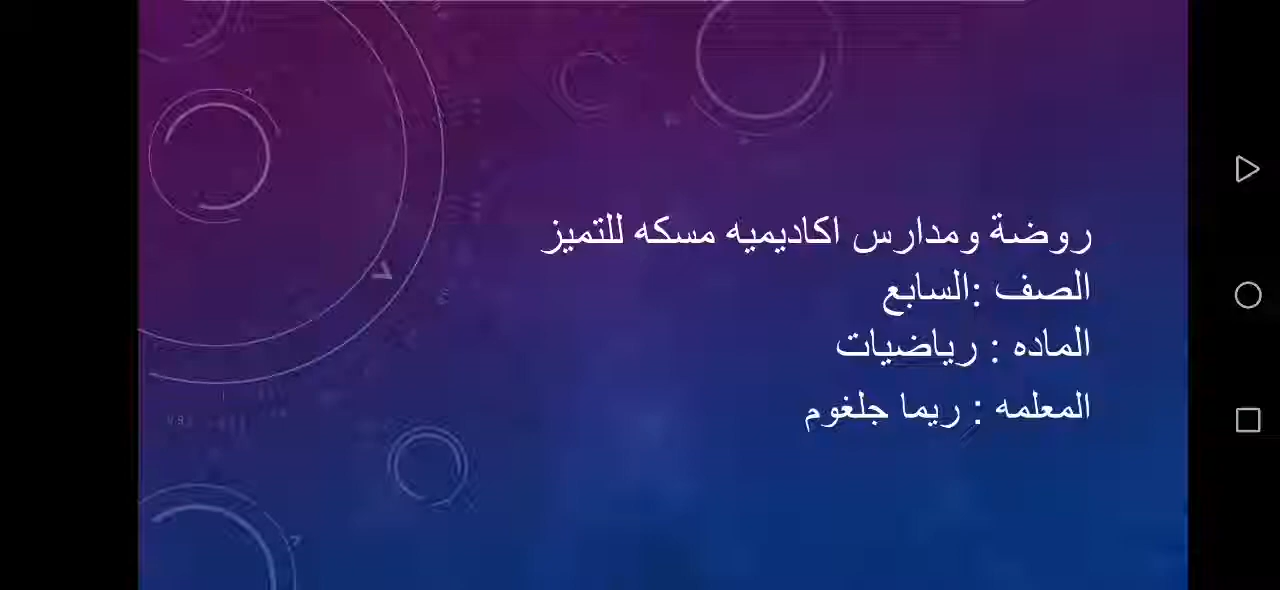 روضة ومدارس اكاديميه مسكه للتميز
الصف :السابع
الماده : رياضيات
المعلمه : ريما جلغوم